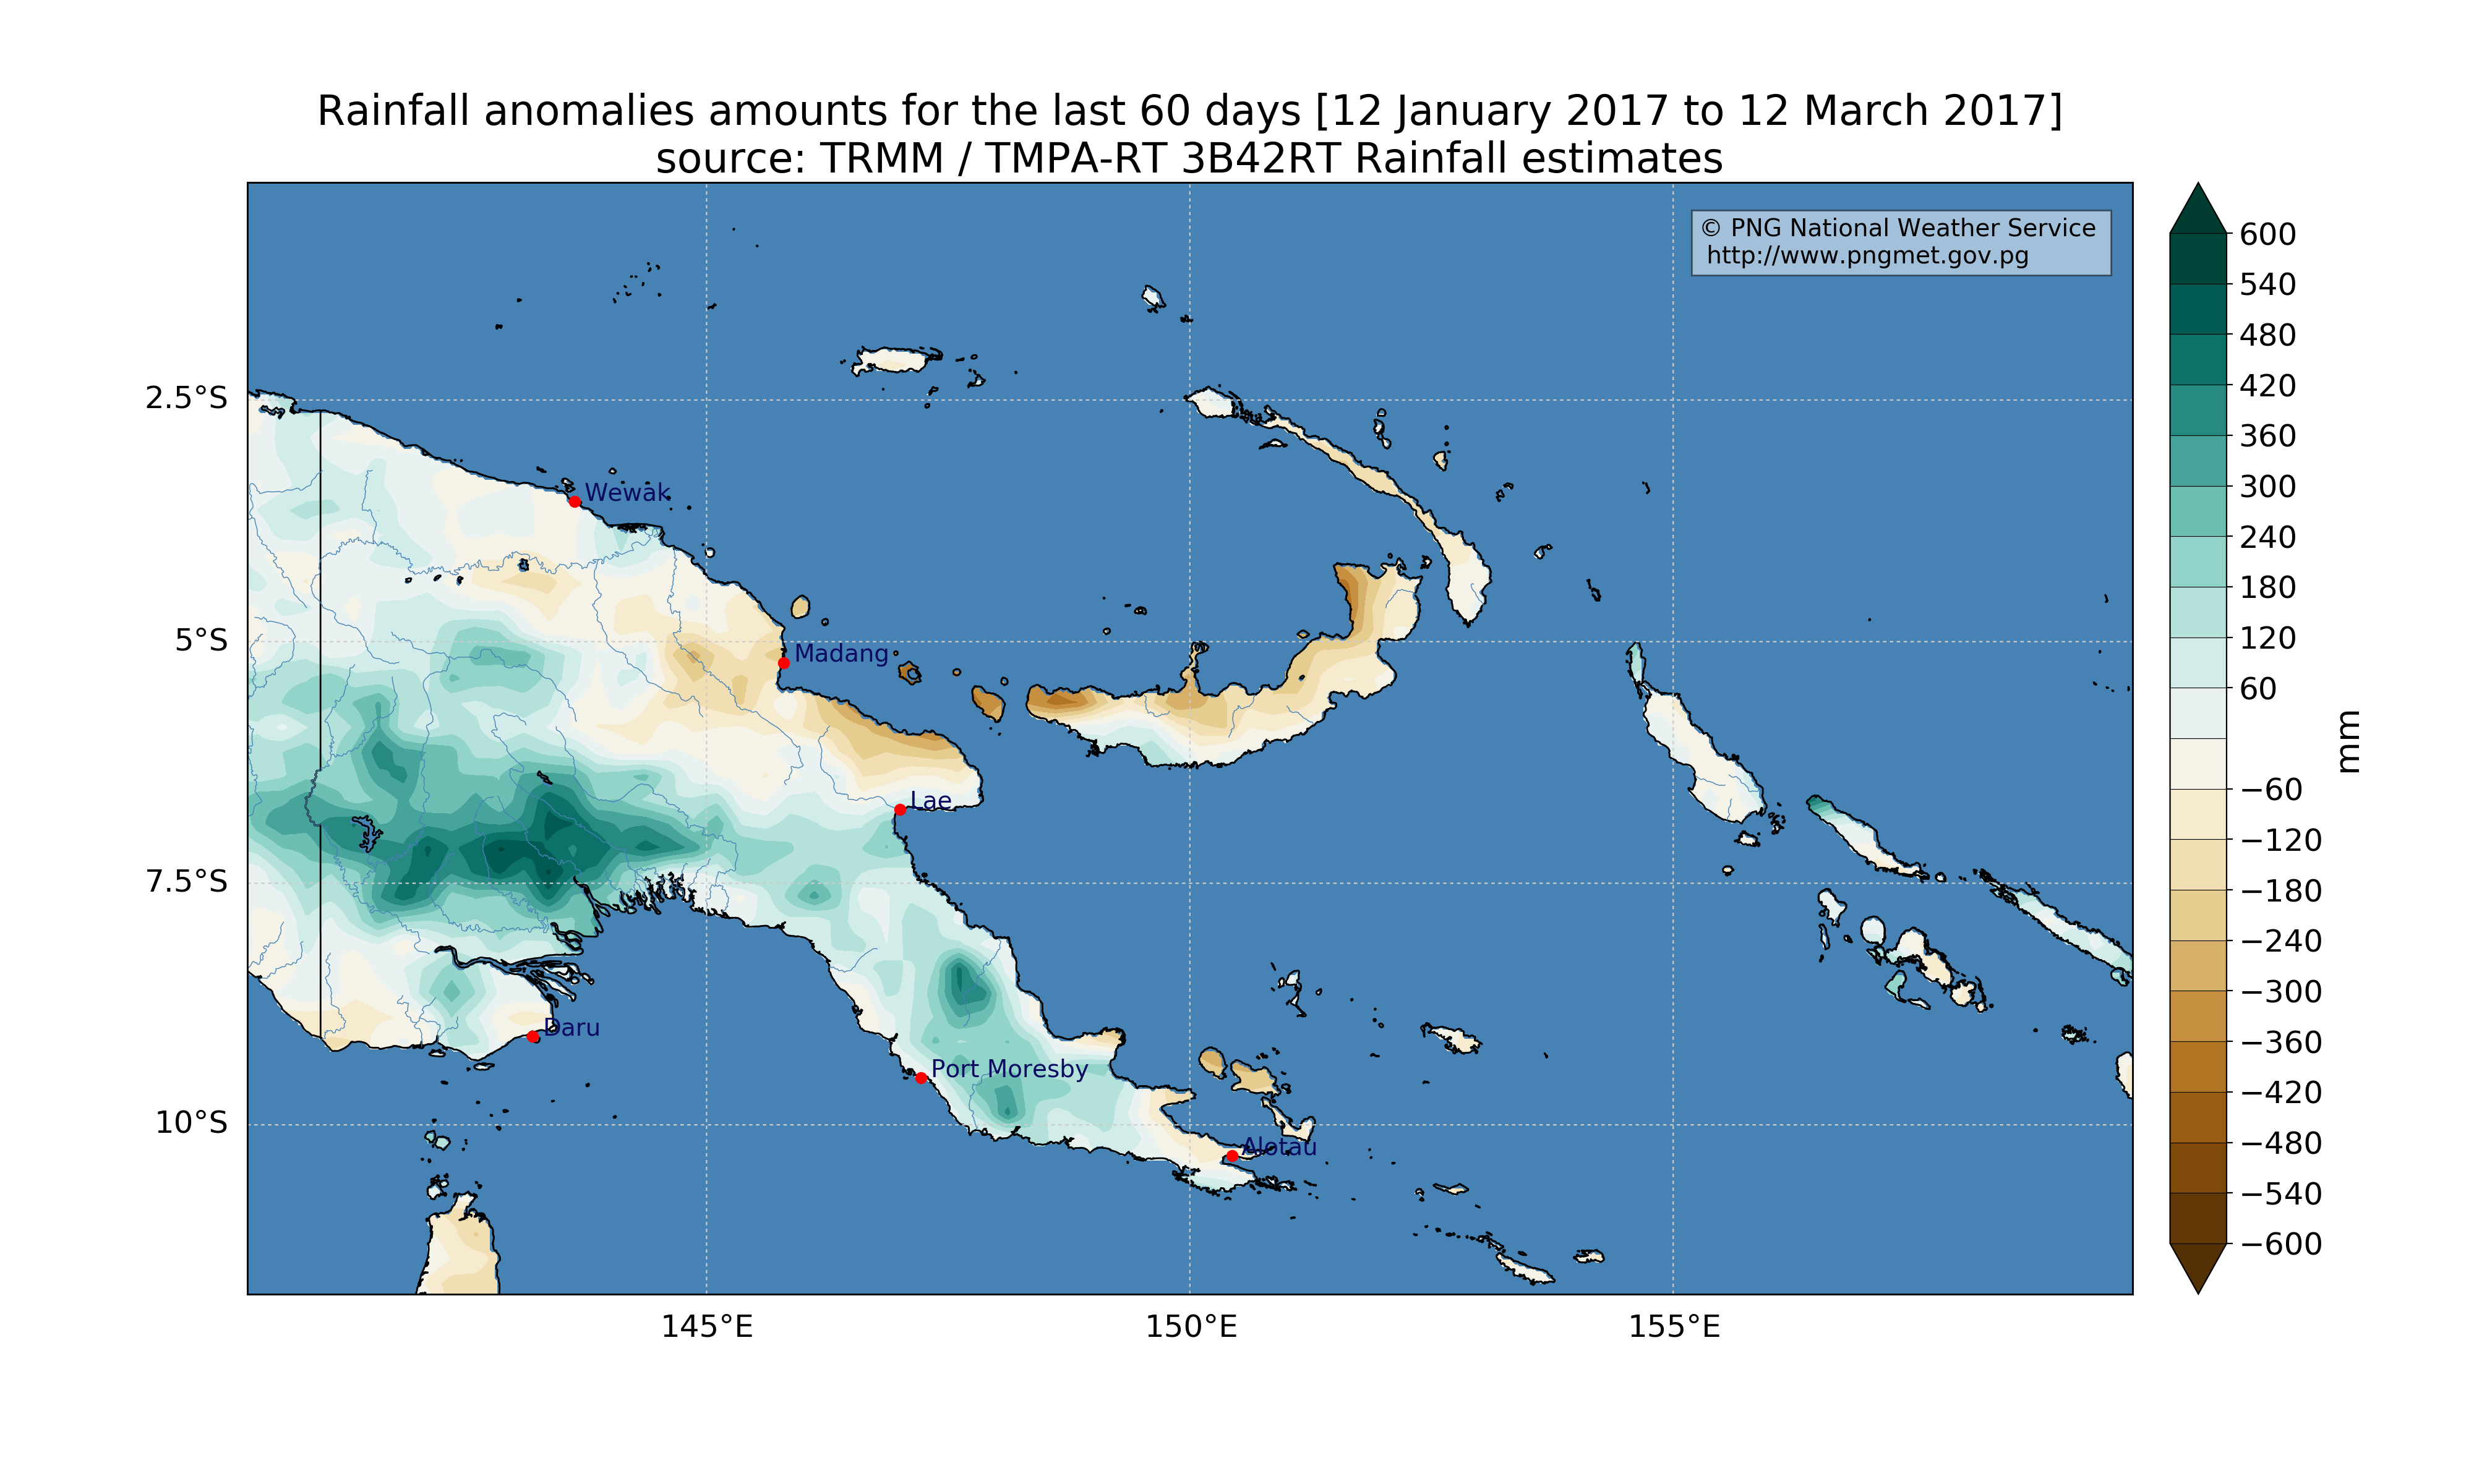 Rainfall anomalies amounts for the last 60 days [12 January 2017 to 12 March 2017]
source: TRMM / TMPA-RT 3B42RT Rainfall estimates
© PNG National Weather Service
http://www.pngmet.gov.pg
600
540
480
420
360
300
240
180
120
60
−60
−120
−180
−240
−300
−360
−420
−480
−540
−600
mm
2.5°S
5°S
7.5°S
10°S
Wewak
Madang
Lae
Daru
Port Moresby
Alotau
145°E
150°E
155°E